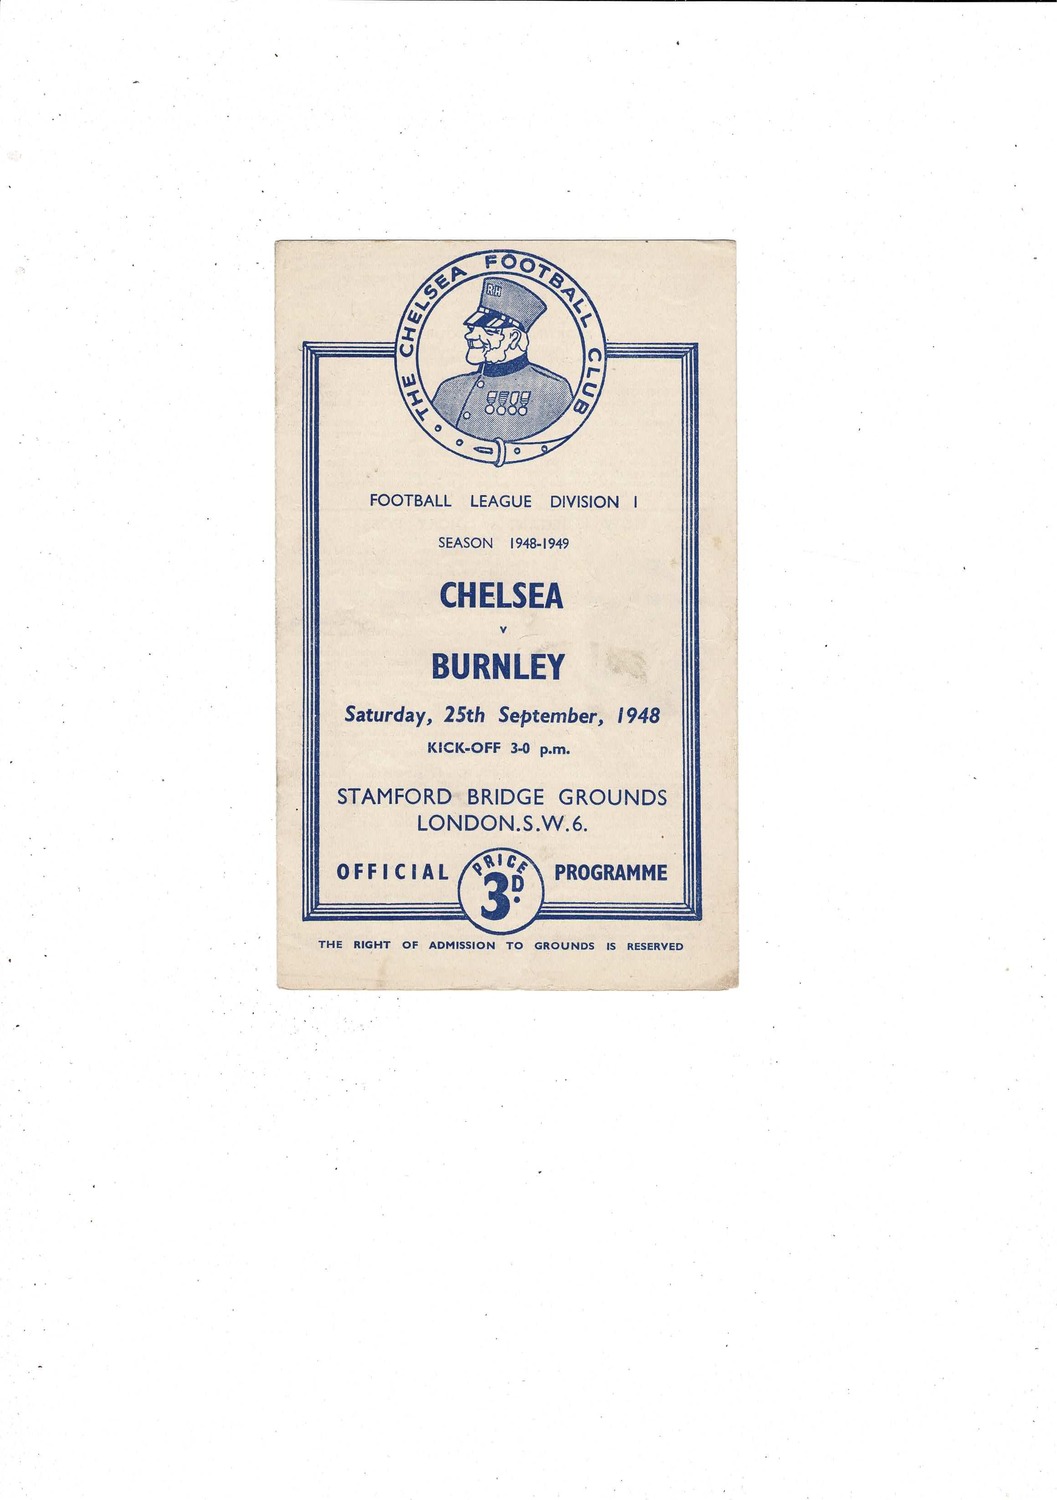 THE CHELSEA FOOTBALL CLUB
RH
FOOTBALL LEAGUE DIVISION I
SEASON 1948-1949
CHELSEA
v
BURNLEY
Saturday, 25th September, 1948
KICK-OFF 3-0 p.m.
STAMFORD BRIDGE GROUNDS
LONDON.S.W.6.
OFFICIAL PRICE 3D. PROGRAMME
THE RIGHT OF ADMISSION TO GROUNDS IS RESERVED